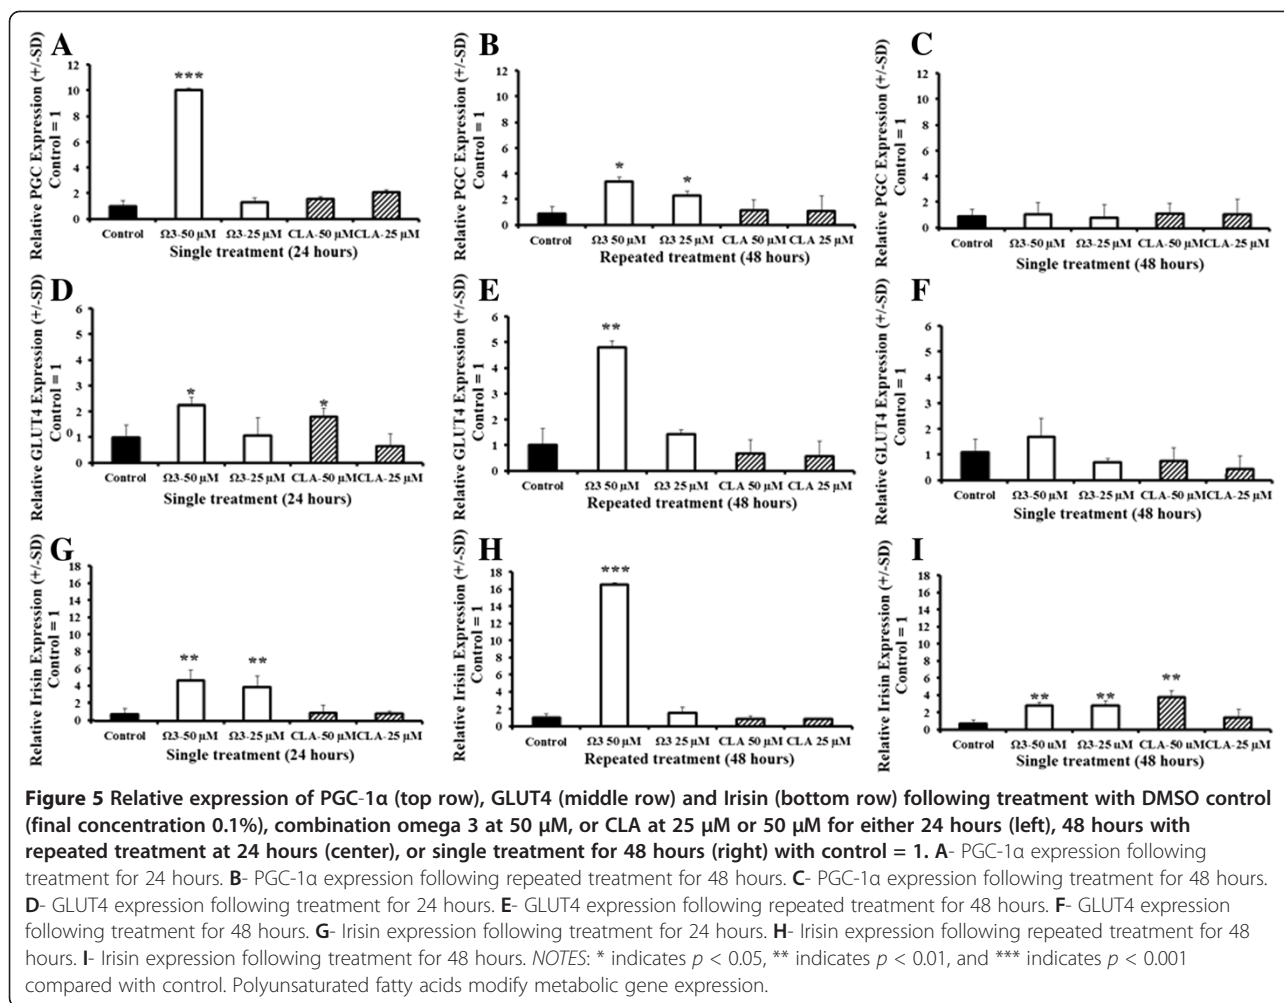 A
Relative PGC Expression (+/-SD)
Control = 1
12
10
8
6
4
2
0
***
Control
Ω3-50 µM
Ω3-25 µM
CLA-50 µM
CLA-25 µM
Single treatment (24 hours)
B
Relative PGC Expression (+/-SD)
Control = 1
12
10
8
6
4
2
0
*
*
Control
Ω3 50 µM
Ω3 25 µM
CLA 50 µM
CLA 25 µM
Repeated treatment (48 hours)
C
Relative PGC Expression (+/-SD)
Control = 1
12
10
8
6
4
2
0
Control
Ω3-50 µM
Ω3-25 µM
CLA-50 µM
CLA-25 µM
Single treatment (48 hours)
D
Relative GLUT4 Expression (+/-SD)
Control = 1
6
5
4
3
2
1
0
0
*
*
Control
Ω3-50 µM
Ω3-25 µM
CLA-50 µM
CLA-25 µM
Single treatment (24 hours)
E
Relative GLUT4 Expression (+/-SD)
Control = 1
6
5
4
3
2
1
0
**
Control
Ω3 50 µM
Ω3 25 µM
CLA 50 µM
CLA 25 µM
Repeated treatment (48 hours)
F
Relative GLUT4 Expression (+/-SD)
Control = 1
6
5
4
3
2
1
0
Control
Ω3-50 µM
Ω3-25 µM
CLA-50 µM
CLA-25 µM
Single treatment (48 hours)
G
Relative Irisin Expression (+/-SD)
Control = 1
18
16
14
12
10
8
6
4
2
0
**
**
Control
Ω3-50 µM
Ω3-25 µM
CLA-50 µM
CLA-25 µM
Single treatment (24 hours)
H
Relative Irisin Expression (+/-SD)
Control = 1
18
16
14
12
10
8
6
4
2
0
***
Control
Ω3 50 µM
Ω3 25 µM
CLA 50 µM
CLA 25 µM
Repeated treatment (48 hours)
I
Relative Irisin Expression (+/-SD)
Control = 1
18
16
14
12
10
8
6
4
2
0
**
**
**
Control
Ω3-50 µM
Ω3-25 µM
CLA-50 uM
CLA-25 µM
Single treatment (48 hours)
Figure 5 Relative expression of PGC-1α (top row), GLUT4 (middle row) and Irisin (bottom row) following treatment with DMSO control
(final concentration 0.1%), combination omega 3 at 50 µM, or CLA at 25 µM or 50 µM for either 24 hours (left), 48 hours with
repeated treatment at 24 hours (center), or single treatment for 48 hours (right) with control = 1. A- PGC-1α expression following
treatment for 24 hours. B- PGC-1α expression following repeated treatment for 48 hours. C- PGC-1α expression following treatment for 48 hours.
D- GLUT4 expression following treatment for 24 hours. E- GLUT4 expression following repeated treatment for 48 hours. F- GLUT4 expression
following treatment for 48 hours. G- Irisin expression following treatment for 24 hours. H- Irisin expression following repeated treatment for 48
hours. I- Irisin expression following treatment for 48 hours. NOTES: * indicates p < 0.05, ** indicates p < 0.01, and *** indicates p < 0.001
compared with control. Polyunsaturated fatty acids modify metabolic gene expression.